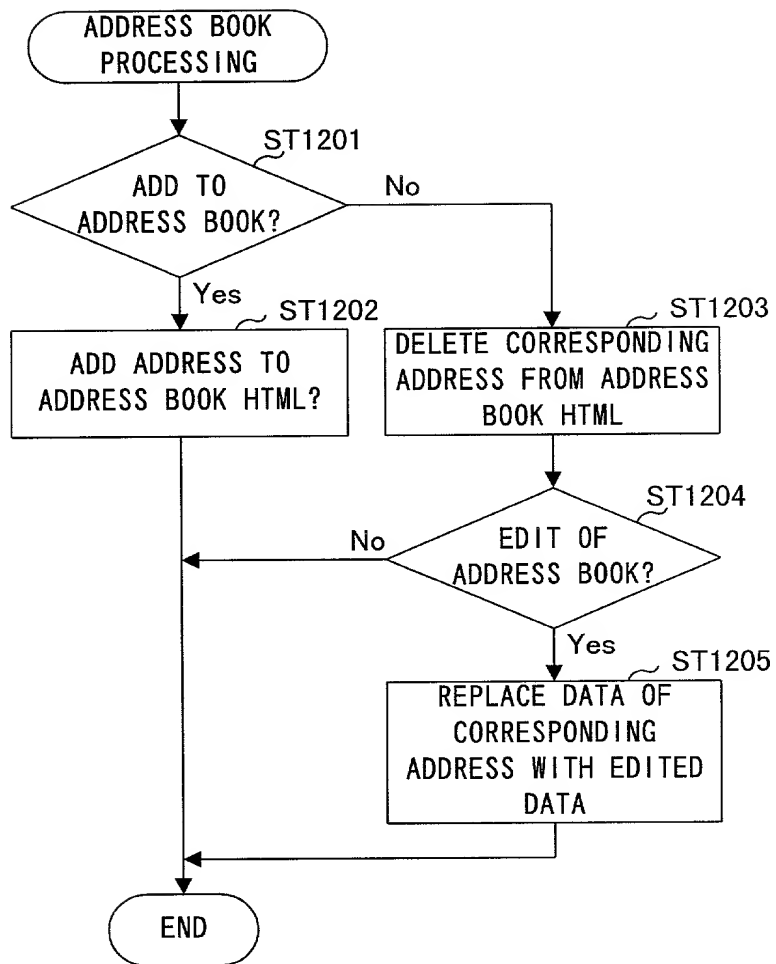 ADDRESS BOOK
PROCESSING
ST1201
ADD TO
ADDRESS BOOK?
No
Yes
ST1202
ADD ADDRESS TO
ADDRESS BOOK HTML?
ST1203
DELETE CORRESPONDING
ADDRESS FROM ADDRESS
BOOK HTML
ST1204
EDIT OF
ADDRESS BOOK?
No
Yes
ST1205
REPLACE DATA OF
CORRESPONDING
ADDRESS WITH EDITED
DATA
END